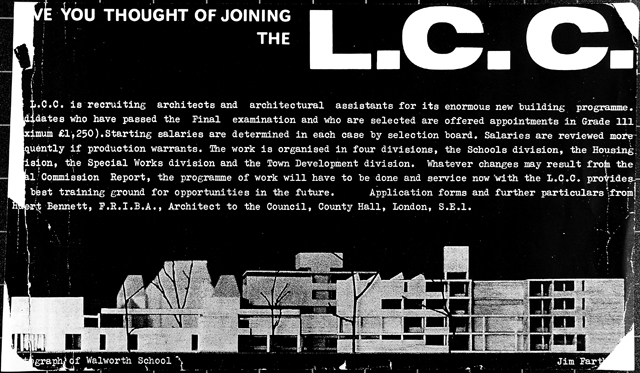 VE YOU THOUGHT OF JOINING
THE
L.C.C.
L.C.C. is recruiting architects and architectural assistants for its enormous new building programme.
didates who have passed the Final examination and who are selected are offered appointments in Grade lll
ximum £1,250).Starting salaries are determined in each case by selection board. Salaries are reviewed more
quently if production warrants. The work is organised in four divisions, the Schools division, the Housing
ision, the Special Works division and the Town Development division. Whatever changes may result from the
al Commission Report, the programme of work will have to be done and service now with the L.C.C. provides
best training ground for opportunities in the future. Application forms and further particulars from
Bennett, F.R.I.B.A., Architect to the Council, County Hall, London, S.E.1.
tograph of Walworth School
Jim Fart